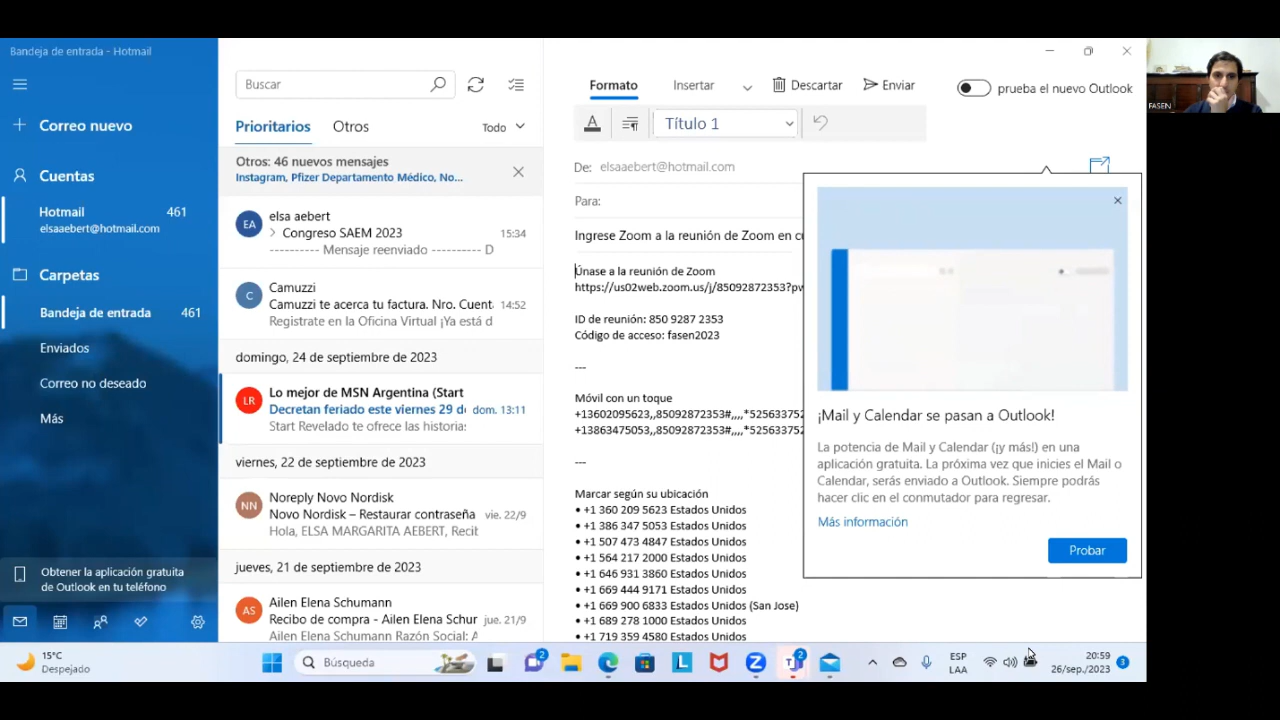 Bandeja de entrada - Hotmail
Correo nuevo
Cuentas
Hotmail 461
elsaaebert@hotmail.com
Carpetas
Bandeja de entrada 461
Enviados
Correo no deseado
Más
Obtener la aplicación gratuita
de Outlook en tu teléfono
Buscar
Prioritarios Otros Todo
Otros: 46 nuevos mensajes
Instagram, Pfizer Departamento Médico, No...
EA elsa aebert
Congreso SAEM 2023 15:34
---------- Mensaje reenviado ---------- D
C Camuzzi
Camuzzi te acerca tu factura. Nro. Cuent 14:52
Registrate en la Oficina Virtual ¡Ya está d
domingo, 24 de septiembre de 2023
LR Lo mejor de MSN Argentina (Start
Decretan feriado este viernes 29 d dom. 13:11
Start Revelado te ofrece las historias
viernes, 22 de septiembre de 2023
NN Noreply Novo Nordisk
Novo Nordisk – Restaurar contraseña vie. 22/9
Hola, ELSA MARGARITA AEBERT, Recit
jueves, 21 de septiembre de 2023
AS Ailen Elena Schumann
Recibo de compra - Ailen Elena Schur jue. 21/9
Ailen Elena Schumann Razón Social: A
Formato Insertar Descartar Enviar prueba el nuevo Outlook
A Título 1
De: elsaaebert@hotmail.com
Para:
Ingrese Zoom a la reunión de Zoom en cu
Únase a la reunión de Zoom
https://us02web.zoom.us/j/85092872353?pw
ID de reunión: 850 9287 2353
Código de acceso: fasen2023
---
Móvil con un toque
+13602095623,,85092872353#,,,,*525633752
+13863475053,,85092872353#,,,,*525633752
---
Marcar según su ubicación
• +1 360 209 5623 Estados Unidos
• +1 386 347 5053 Estados Unidos
• +1 507 473 4847 Estados Unidos
• +1 564 217 2000 Estados Unidos
• +1 646 931 3860 Estados Unidos
• +1 669 444 9171 Estados Unidos
• +1 669 900 6833 Estados Unidos (San Jose)
• +1 689 278 1000 Estados Unidos
• +1 719 359 4580 Estados Unidos
¡Mail y Calendar se pasan a Outlook!
La potencia de Mail y Calendar (¡y más!) en una
aplicación gratuita. La próxima vez que inicies el Mail o
Calendar, serás enviado a Outlook. Siempre podrás
hacer clic en el conmutador para regresar.
Más información
Probar
FASEN
15°C
Despejado
Búsqueda
2
L
2
ESP
LAA
20:59
26/sep./2023
3